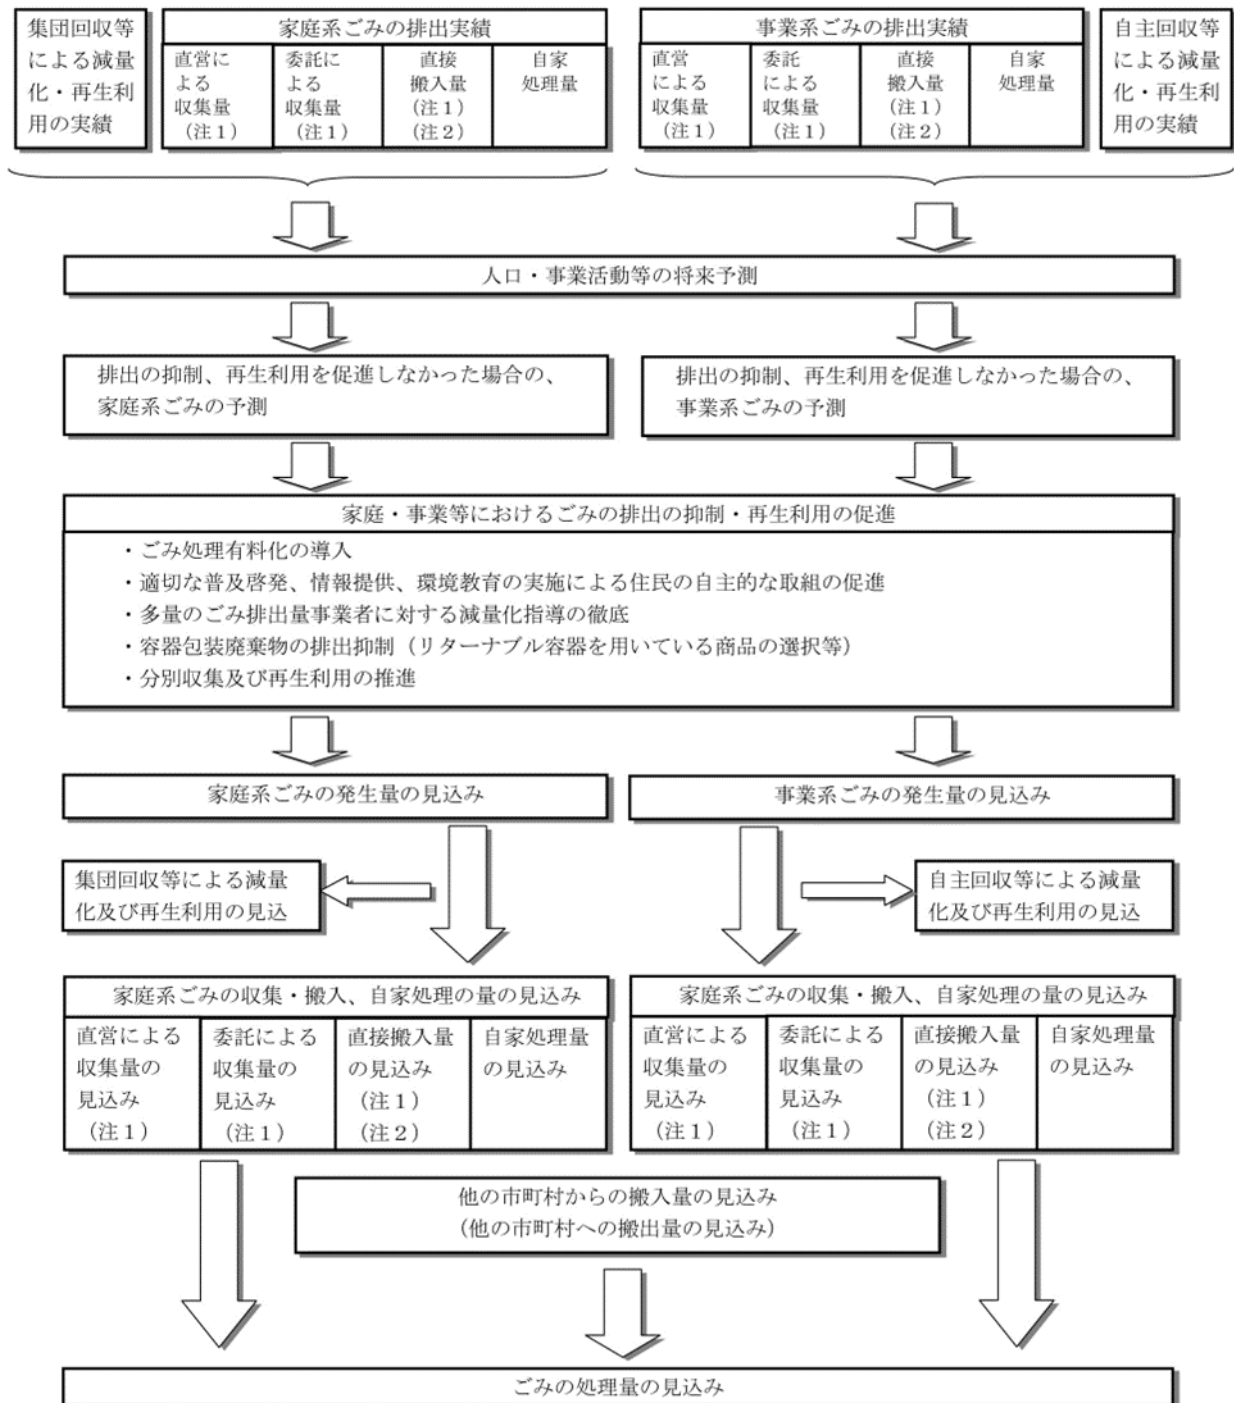 集団回収等
による減量
化・再生利
用の実績
家庭系ごみの排出実績
直営に
よる
収集量
（注１）
委託に
よる
収集量
（注１）
直接
搬入量
（注１）
（注２）
自家
処理量
事業系ごみの排出実績
直営
による
収集量
（注１）
委託
による
収集量
（注１）
直接
搬入量
（注１）
（注２）
自家
処理量
自主回収等
による減量
化・再生利
用の実績
人口・事業活動等の将来予測
排出の抑制、再生利用を促進しなかった場合の、
家庭系ごみの予測
排出の抑制、再生利用を促進しなかった場合の、
事業系ごみの予測
家庭・事業等におけるごみの排出の抑制・再生利用の促進
・ごみ処理有料化の導入
・適切な普及啓発、情報提供、環境教育の実施による住民の自主的な取組の促進
・多量のごみ排出量事業者に対する減量化指導の徹底
・容器包装廃棄物の排出抑制（リターナブル容器を用いている商品の選択等）
・分別収集及び再生利用の推進
家庭系ごみの発生量の見込み
事業系ごみの発生量の見込み
集団回収等による減量
化及び再生利用の見込
自主回収等による減量
化及び再生利用の見込
家庭系ごみの収集・搬入、自家処理の量の見込み
直営による
収集量の
見込み
（注１）
委託による
収集量の
見込み
（注１）
直接搬入量
の見込み
（注１）
（注２）
自家処理量
の見込み
家庭系ごみの収集・搬入、自家処理の量の見込み
直営による
収集量の
見込み
（注１）
委託による
収集量の
見込み
（注１）
直接搬入量
の見込み
（注１）
（注２）
自家処理量
の見込み
他の市町村からの搬入量の見込み
（他の市町村への搬出量の見込み）
ごみの処理量の見込み